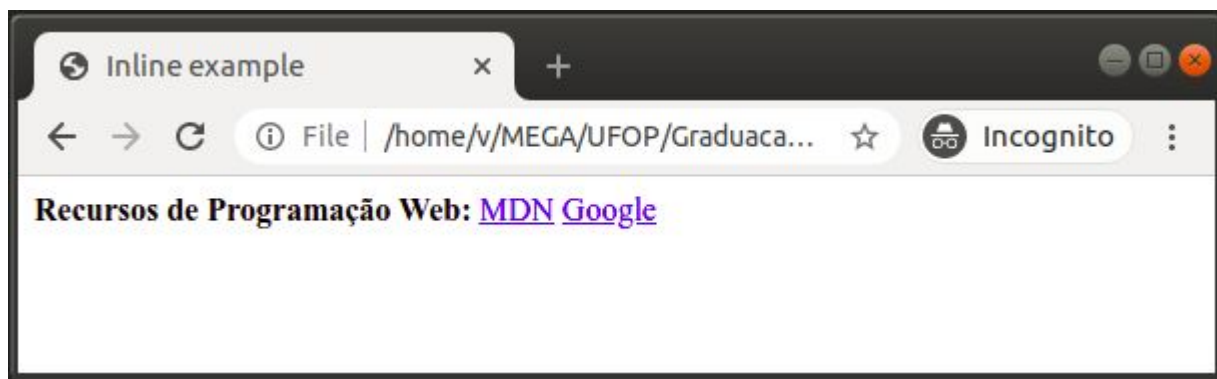 Inline example
File | /home/v/MEGA/UFOP/Graduaca... Incognito
Recursos de Programação Web: MDN Google